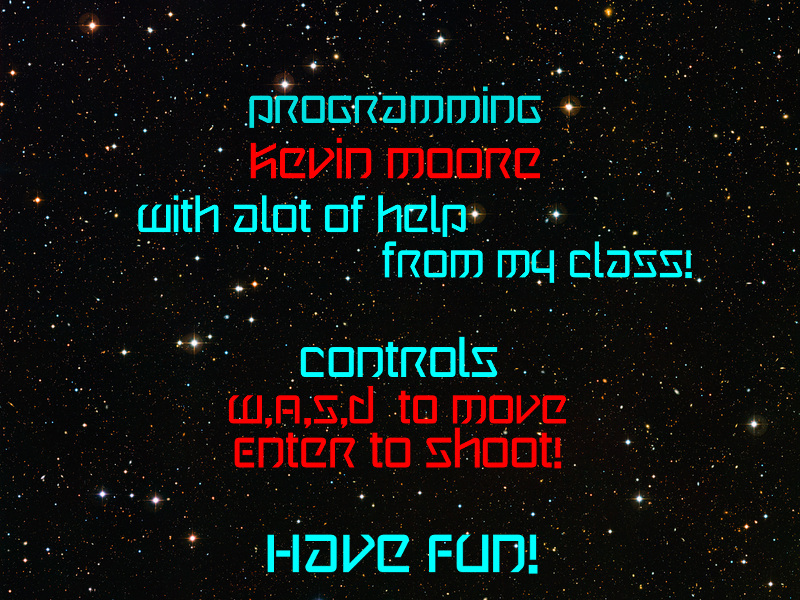 programming
Kevin moore
with alot of help
from my class!
controls
W,A,S,d to move
Enter to shoot!
Have fun!